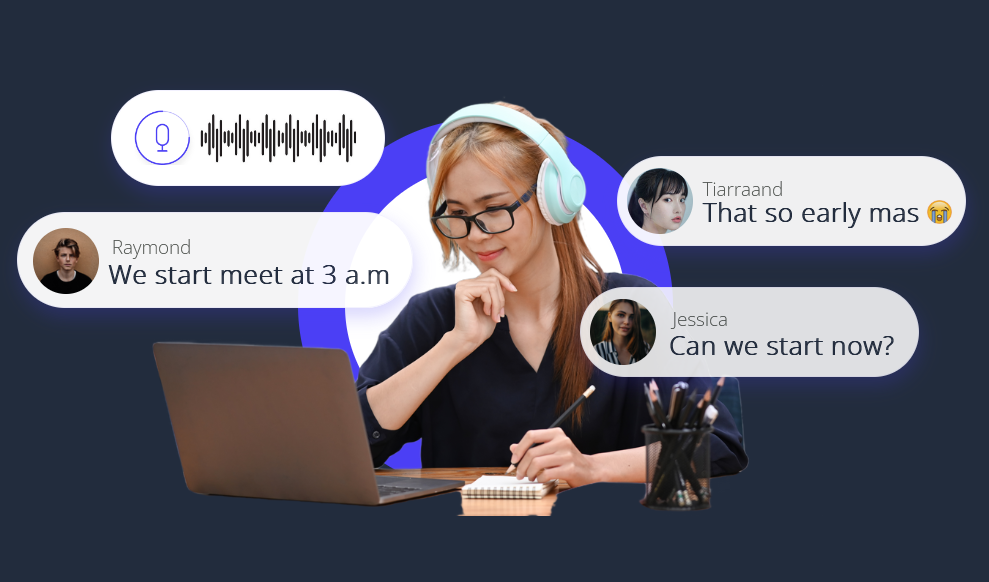 Raymond
We start meet at 3 a.m
Tiarraand
That so early mas 😭
Jessica
Can we start now?